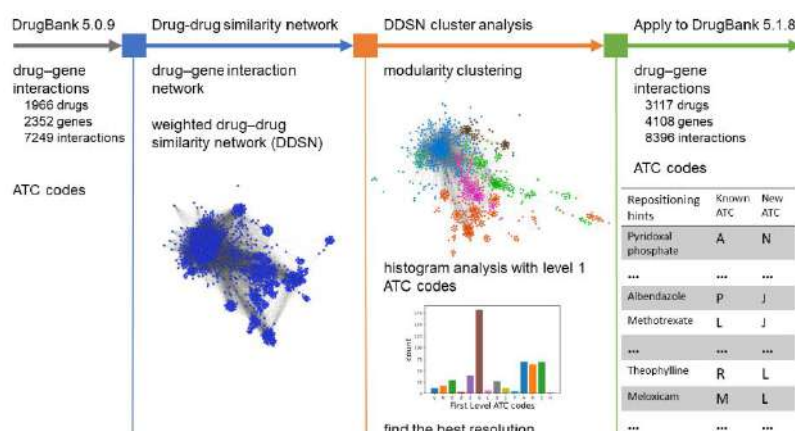 DrugBank 5.0.9
drug–gene
interactions
1966 drugs
2352 genes
7249 interactions
ATC codes
Drug-drug similarity network
drug–gene interaction
network
weighted drug–drug
similarity network (DDSN)
DDSN cluster analysis
modularity clustering
histogram analysis with level 1
ATC codes
count
First Level ATC codes
find the best resolution
Apply to DrugBank 5.1.8
drug–gene
interactions
3117 drugs
4108 genes
8396 interactions
ATC codes
Repositioning hints Known ATC New ATC
Pyridoxal phosphate A N
... ... ...
Albendazole P J
Methotrexate L J
... ... ...
Theophylline R L
Meloxicam M L
... ... ...